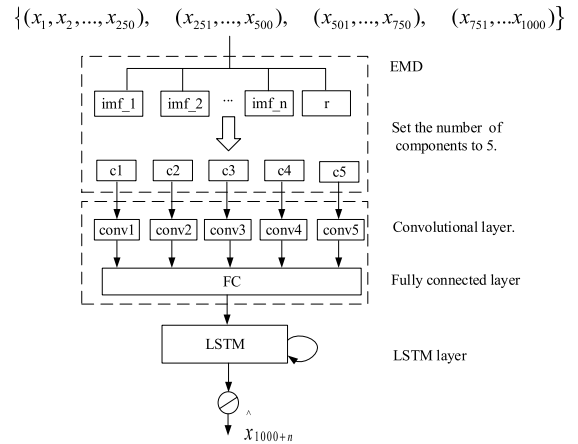 {(x₁, x₂, ..., x₂₅₀), (x₂₅₁, ..., x₅₀₀), (x₅₀₁, ..., x₇₅₀), (x₇₅₁, ...x₁₀₀₀)}
EMD
imf_1 imf_2 ... imf_n r
Set the number of
components to 5.
c1 c2 c3 c4 c5
conv1 conv2 conv3 conv4 conv5
Convolutional layer.
FC
Fully connected layer
LSTM
LSTM layer
x̂₁₀₀₀₊ₙ